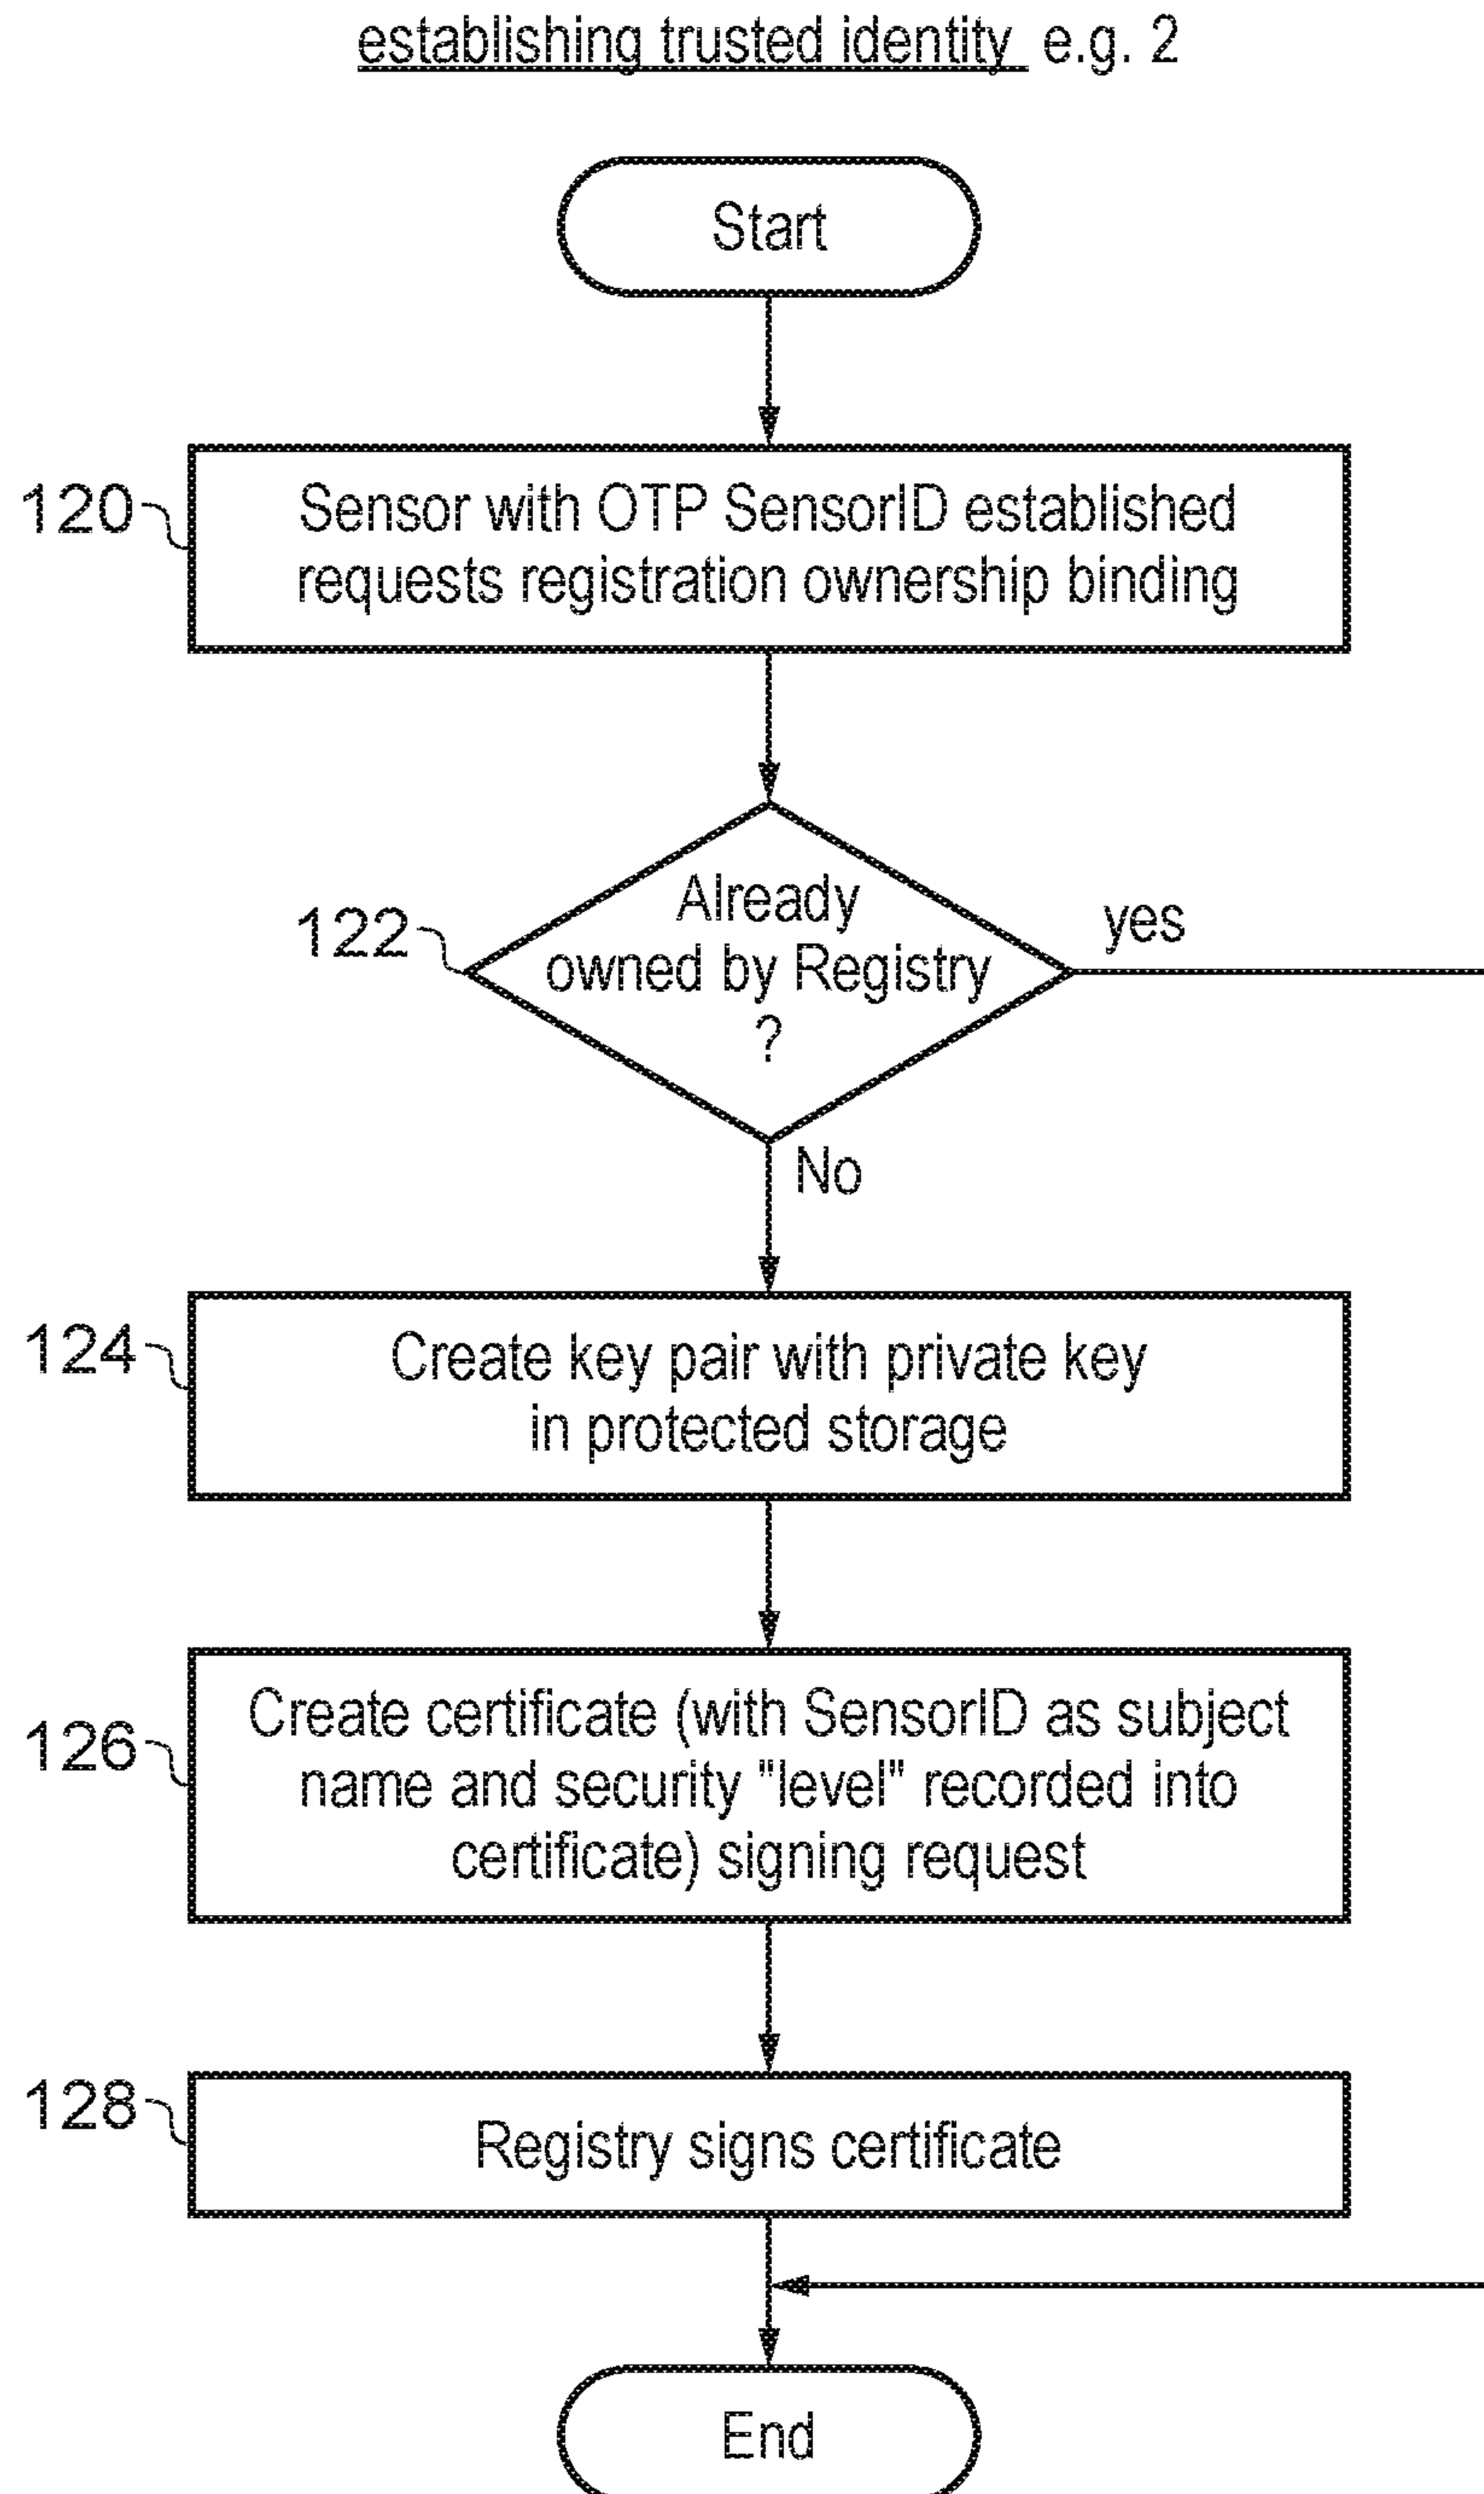 establishing trusted identity e.g. 2
Start
120
Sensor with OTP SensorID established
requests registration ownership binding
122
Already
owned by Registry
?
yes
No
124
Create key pair with private key
in protected storage
126
Create certificate (with SensorID as subject
name and security "level" recorded into
certificate) signing request
128
Registry signs certificate
End